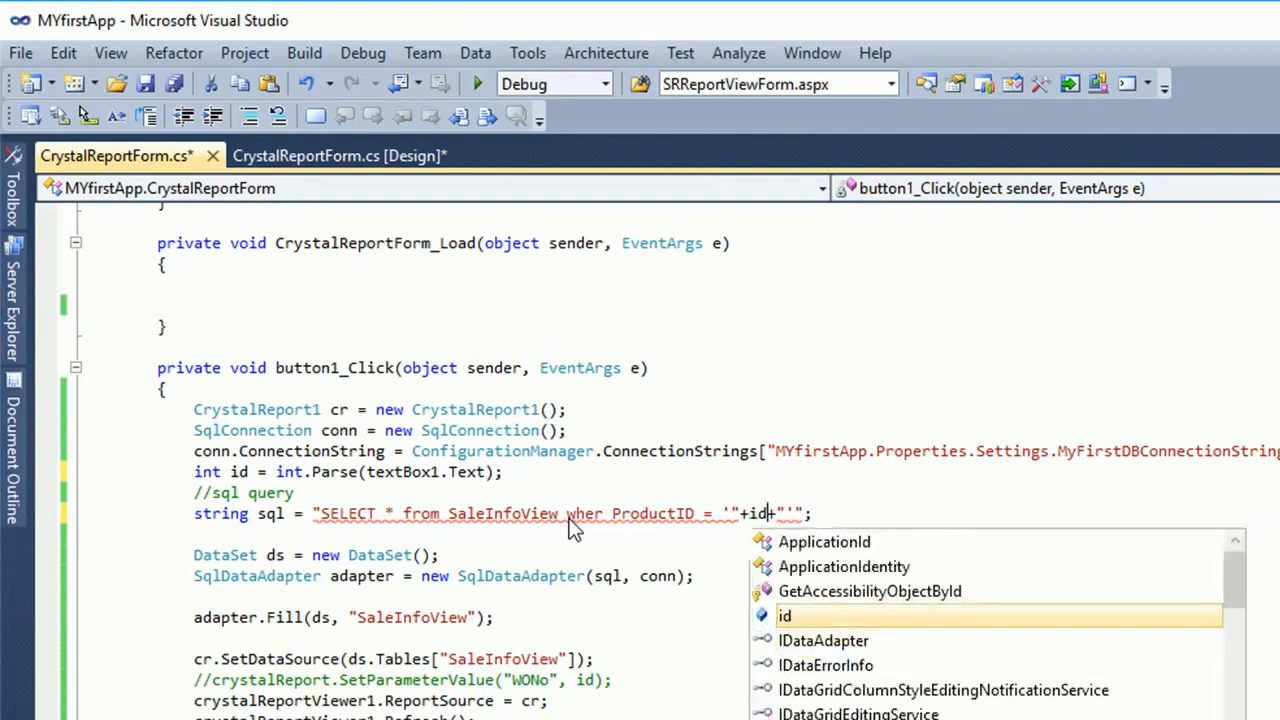 MYfirstApp - Microsoft Visual Studio
File Edit View Refactor Project Build Debug Team Data Tools Architecture Test Analyze Window Help
Debug SRReportViewForm.aspx
CrystalReportForm.cs* CrystalReportForm.cs [Design]*
MYfirstApp.CrystalReportForm button1_Click(object sender, EventArgs e)
Toolbox
Server Explorer
Document Outline
}
private void CrystalReportForm_Load(object sender, EventArgs e)
{
}
private void button1_Click(object sender, EventArgs e)
{
CrystalReport1 cr = new CrystalReport1();
SqlConnection conn = new SqlConnection();
conn.ConnectionString = ConfigurationManager.ConnectionStrings["MYfirstApp.Properties.Settings.MyFirstDBConnectionString
int id = int.Parse(textBox1.Text);
//sql query
string sql = "SELECT * from SaleInfoView wher ProductID = '"+id+"'";
DataSet ds = new DataSet();
SqlDataAdapter adapter = new SqlDataAdapter(sql, conn);
adapter.Fill(ds, "SaleInfoView");
cr.SetDataSource(ds.Tables["SaleInfoView"]);
//crystalReport.SetParameterValue("WONo", id);
crystalReportViewer1.ReportSource = cr;
crystalReportViewer1.Refresh();
ApplicationId
ApplicationIdentity
GetAccessibilityObjectById
id
IDataAdapter
IDataErrorInfo
IDataGridColumnStyleEditingNotificationService
IDataGridEditingService